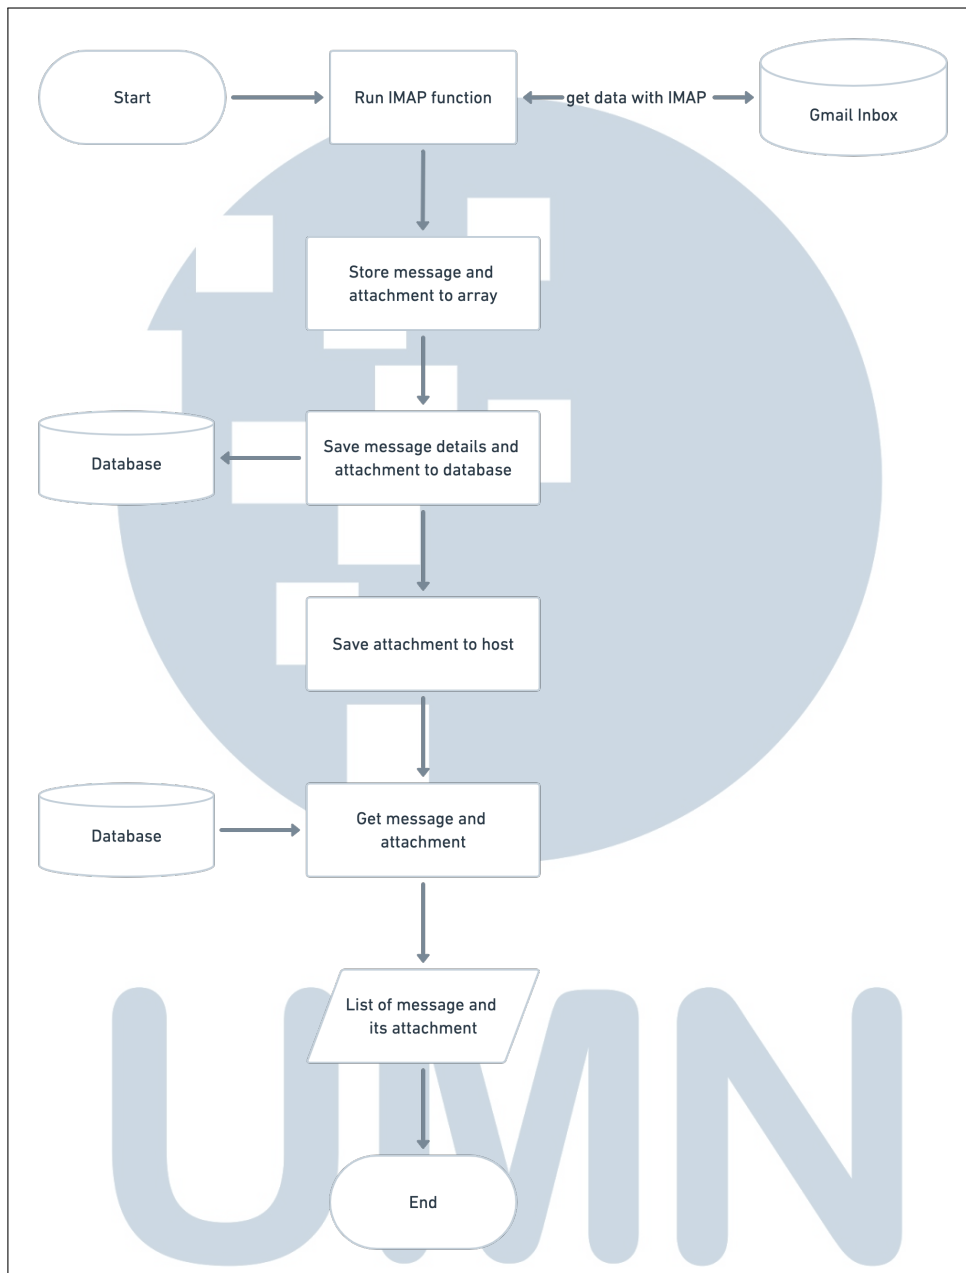 Start
Run IMAP function
get data with IMAP
Gmail Inbox
Store message and
attachment to array
Save message details and
attachment to database
Database
Save attachment to host
Database
Get message and
attachment
List of message and
its attachment
End
UMN